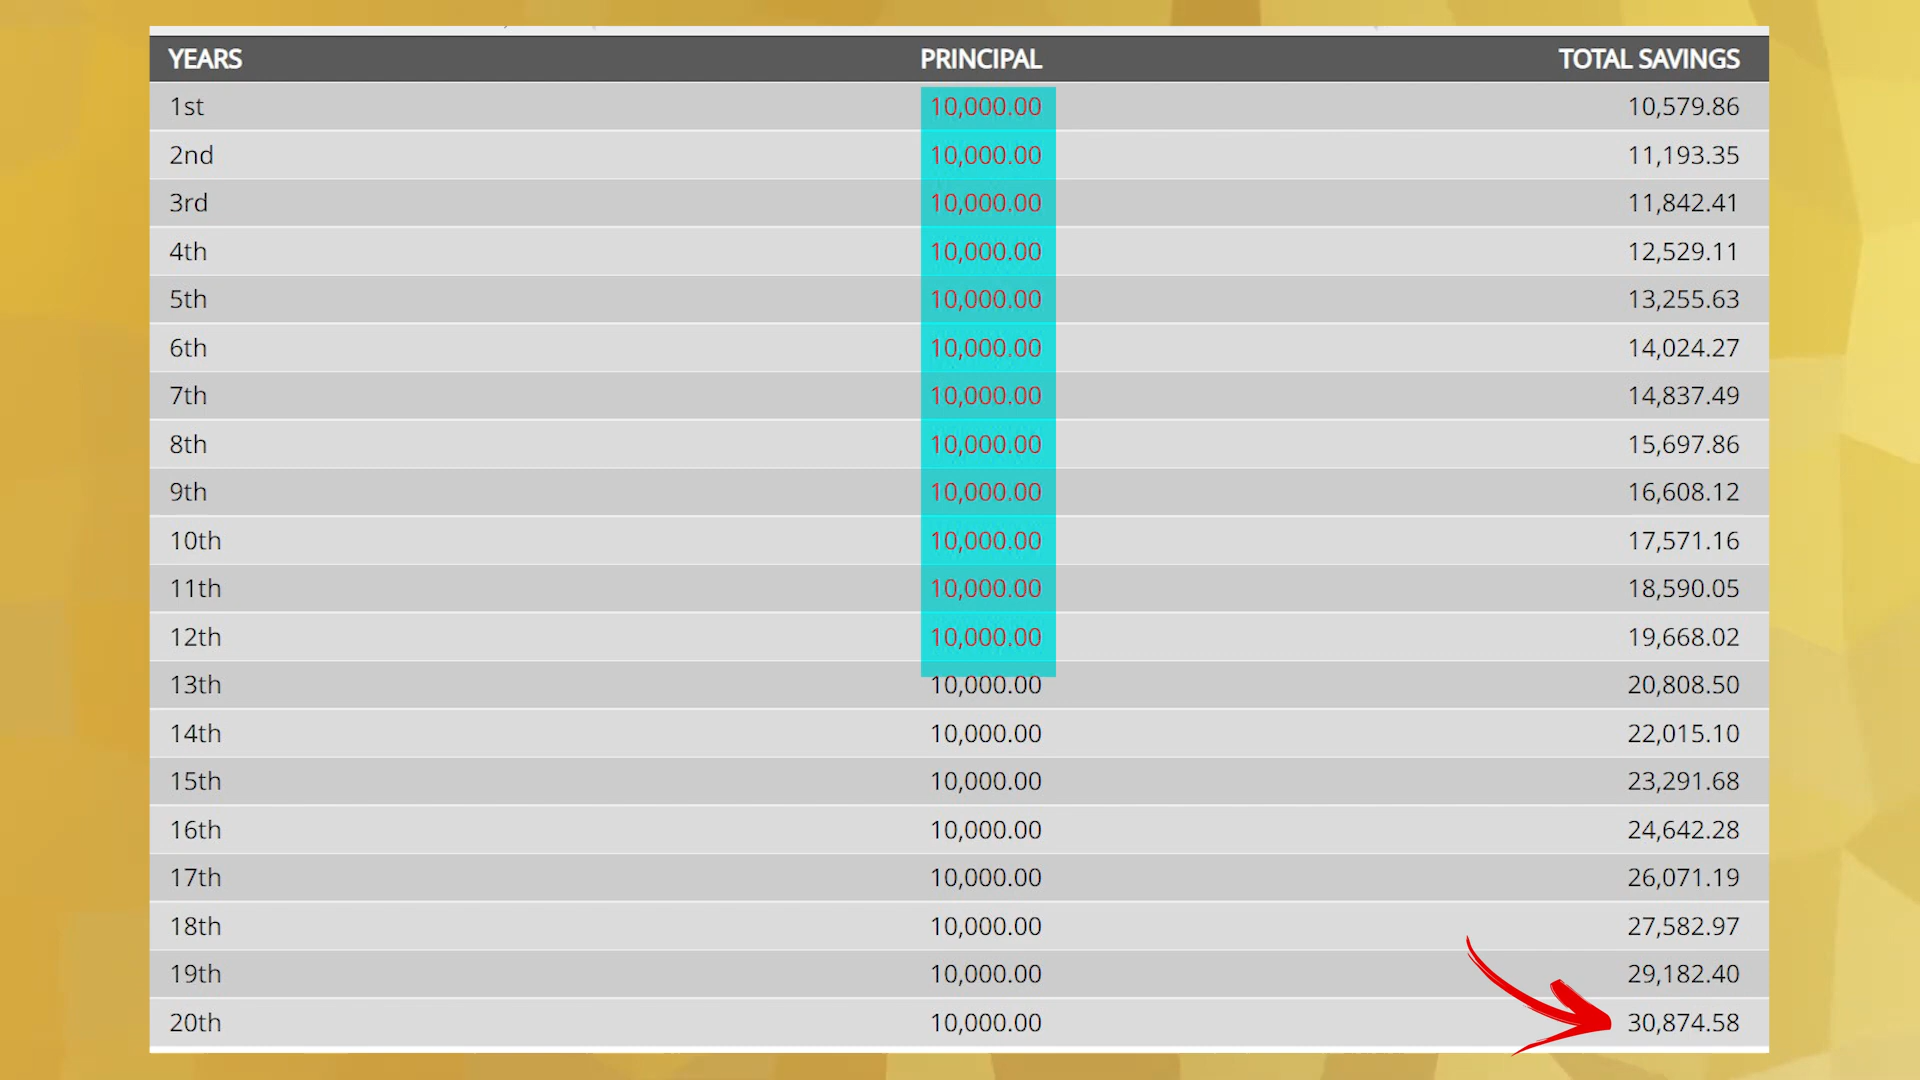 YEARS PRINCIPAL TOTAL SAVINGS
1st 10,000.00 10,579.86
2nd 10,000.00 11,193.35
3rd 10,000.00 11,842.41
4th 10,000.00 12,529.11
5th 10,000.00 13,255.63
6th 10,000.00 14,024.27
7th 10,000.00 14,837.49
8th 10,000.00 15,697.86
9th 10,000.00 16,608.12
10th 10,000.00 17,571.16
11th 10,000.00 18,590.05
12th 10,000.00 19,668.02
13th 10,000.00 20,808.50
14th 10,000.00 22,015.10
15th 10,000.00 23,291.68
16th 10,000.00 24,642.28
17th 10,000.00 26,071.19
18th 10,000.00 27,582.97
19th 10,000.00 29,182.40
20th 10,000.00 30,874.58